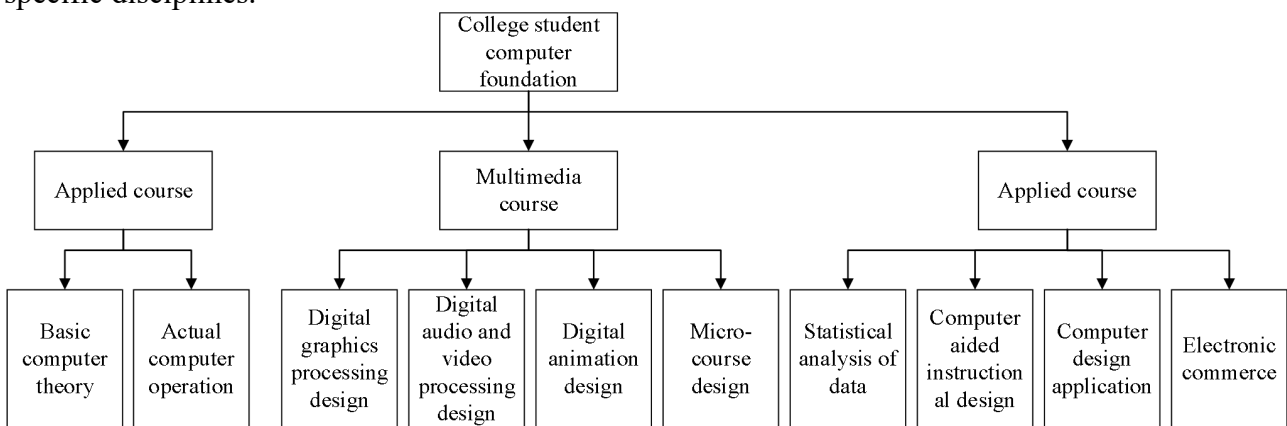 specific disciplines.
College student
computer
foundation
Applied course
Multimedia
course
Applied course
Basic
computer
theory
Actual
computer
operation
Digital
graphics
processing
design
Digital
audio and
video
processing
design
Digital
animation
design
Micro-
course
design
Statistical
analysis of
data
Computer
aided
instruction
al design
Computer
design
application
Electronic
commerce